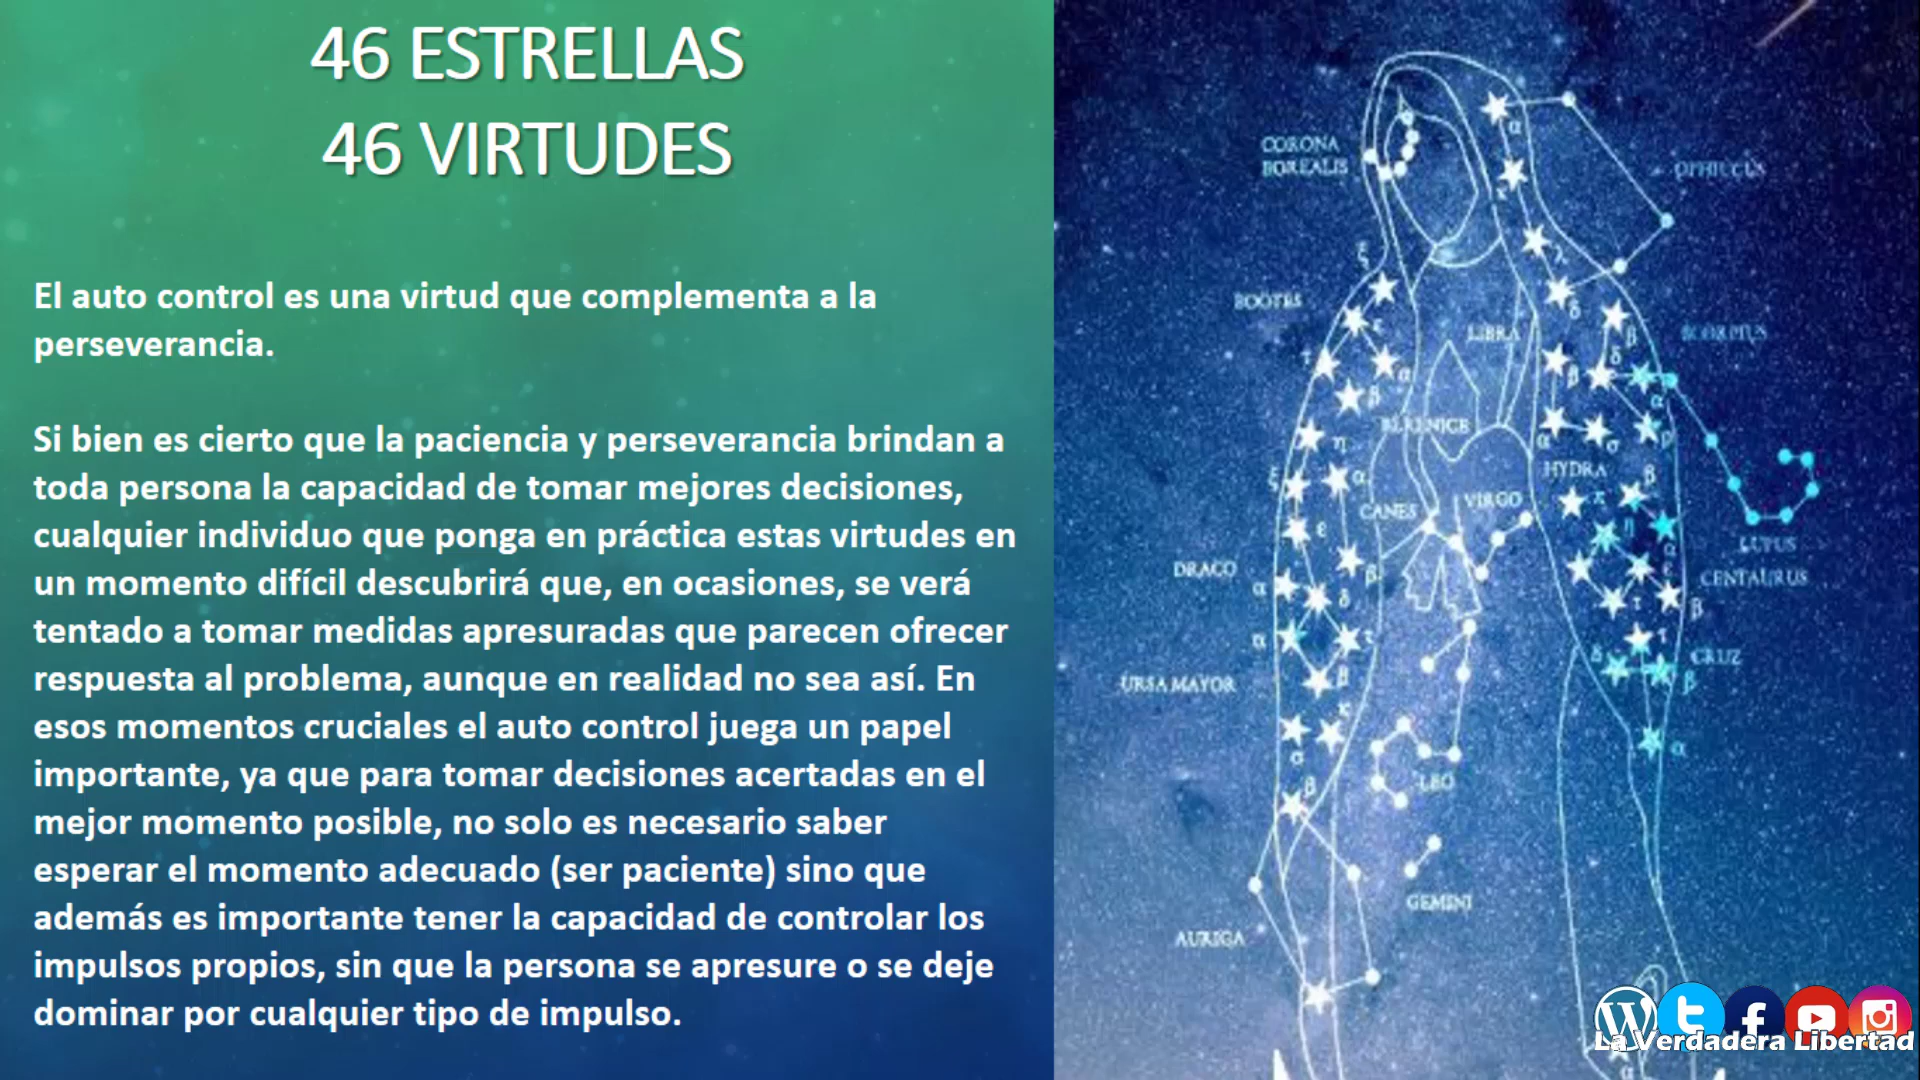 46 ESTRELLAS
46 VIRTUDES
El auto control es una virtud que complementa a la
perseverancia.
Si bien es cierto que la paciencia y perseverancia brindan a
toda persona la capacidad de tomar mejores decisiones,
cualquier individuo que ponga en práctica estas virtudes en
un momento difícil descubrirá que, en ocasiones, se verá
tentado a tomar medidas apresuradas que parecen ofrecer
respuesta al problema, aunque en realidad no sea así. En
esos momentos cruciales el auto control juega un papel
importante, ya que para tomar decisiones acertadas en el
mejor momento posible, no solo es necesario saber
esperar el momento adecuado (ser paciente) sino que
además es importante tener la capacidad de controlar los
impulsos propios, sin que la persona se apresure o se deje
dominar por cualquier tipo de impulso.
CORONA
BOREALIS
BOOTES
LIBRA
BERENICE
HYDRA
CANES
VIRGO
LUPUS
DRACO
CENTAURUS
CRUZ
URSA MAYOR
LEO
GEMINI
AURIGA
La Verdadera Libertad